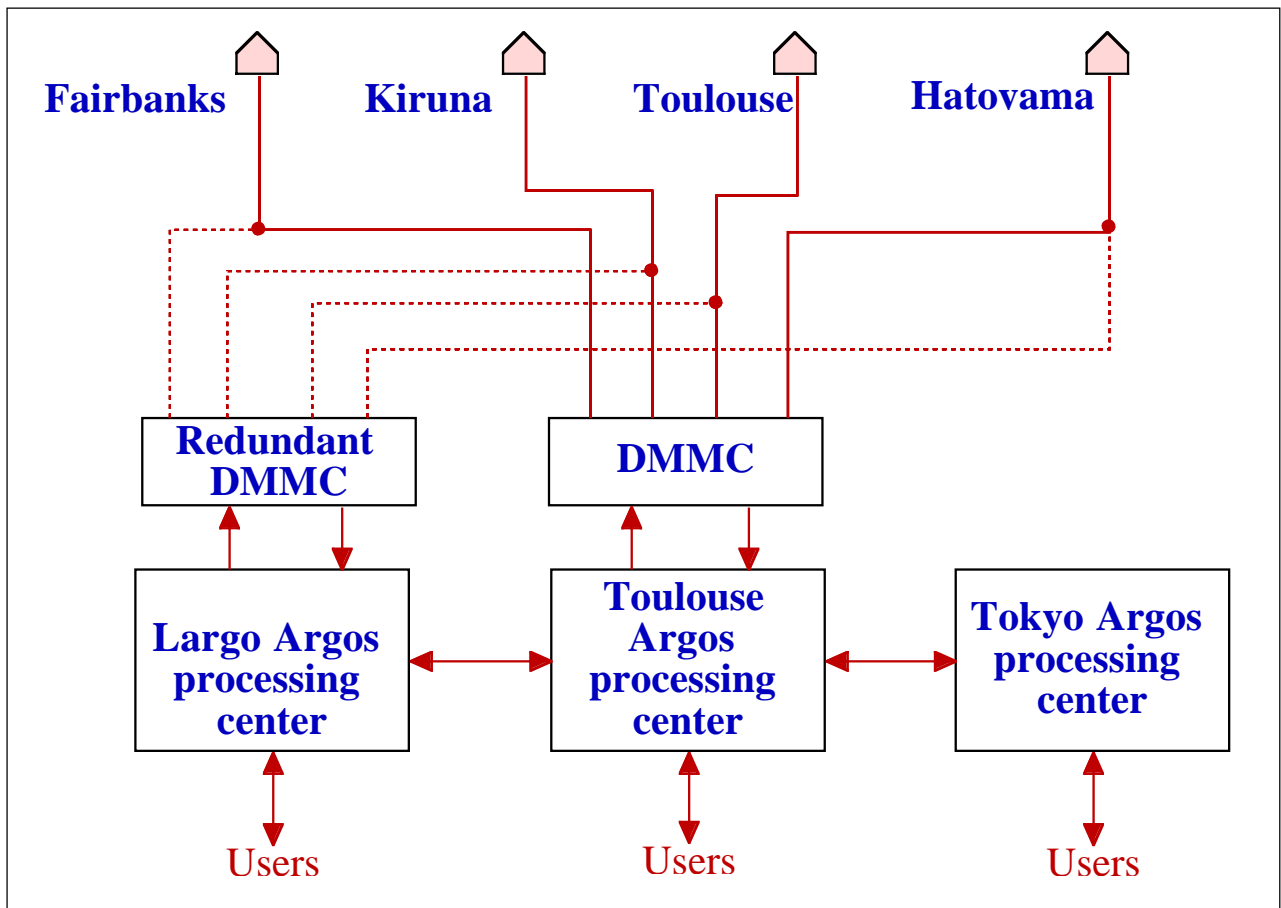 Fairbanks
Kiruna
Toulouse
Hatovama
Redundant
DMMC
DMMC
Largo Argos
processing
center
Toulouse
Argos
processing
center
Tokyo Argos
processing
center
Users
Users
Users